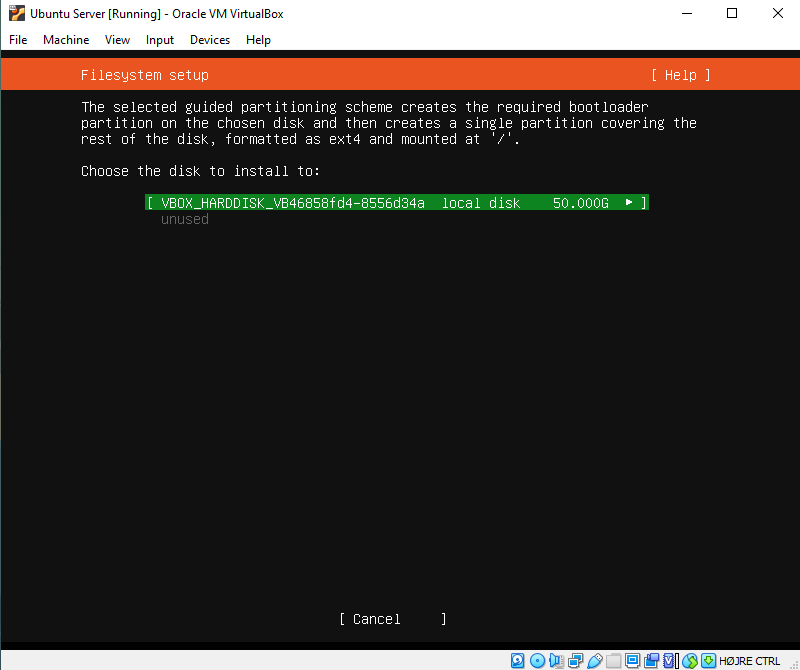 Ubuntu Server [Running] - Oracle VM VirtualBox
File Machine View Input Devices Help
Filesystem setup [ Help ]
The selected guided partitioning scheme creates the required bootloader
partition on the chosen disk and then creates a single partition covering the
rest of the disk, formatted as ext4 and mounted at '/'.
Choose the disk to install to:
[ VBOX_HARDDISK_VB46858fd4-8556d34a local disk 50.000G ▸ ]
unused
[ Cancel ]
HØJRE CTRL